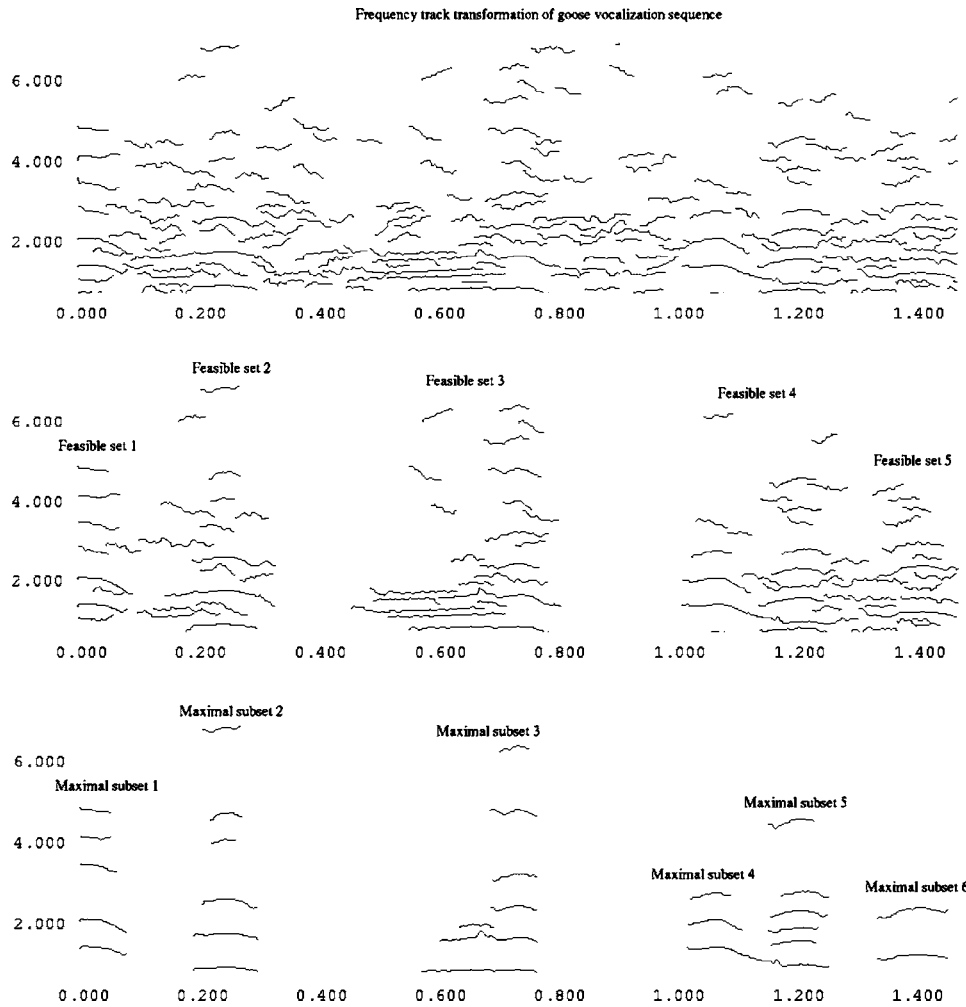 Frequency track transformation of goose vocalization sequence
6.000
4.000
2.000
0.000 0.200 0.400 0.600 0.800 1.000 1.200 1.400
Feasible set 2
Feasible set 3
Feasible set 4
6.000
Feasible set 1
Feasible set 5
4.000
2.000
0.000 0.200 0.400 0.600 0.800 1.000 1.200 1.400
Maximal subset 2
Maximal subset 3
6.000
Maximal subset 1
Maximal subset 5
4.000
Maximal subset 4
Maximal subset 6
2.000
0.000 0.200 0.400 0.600 0.800 1.000 1.200 1.400